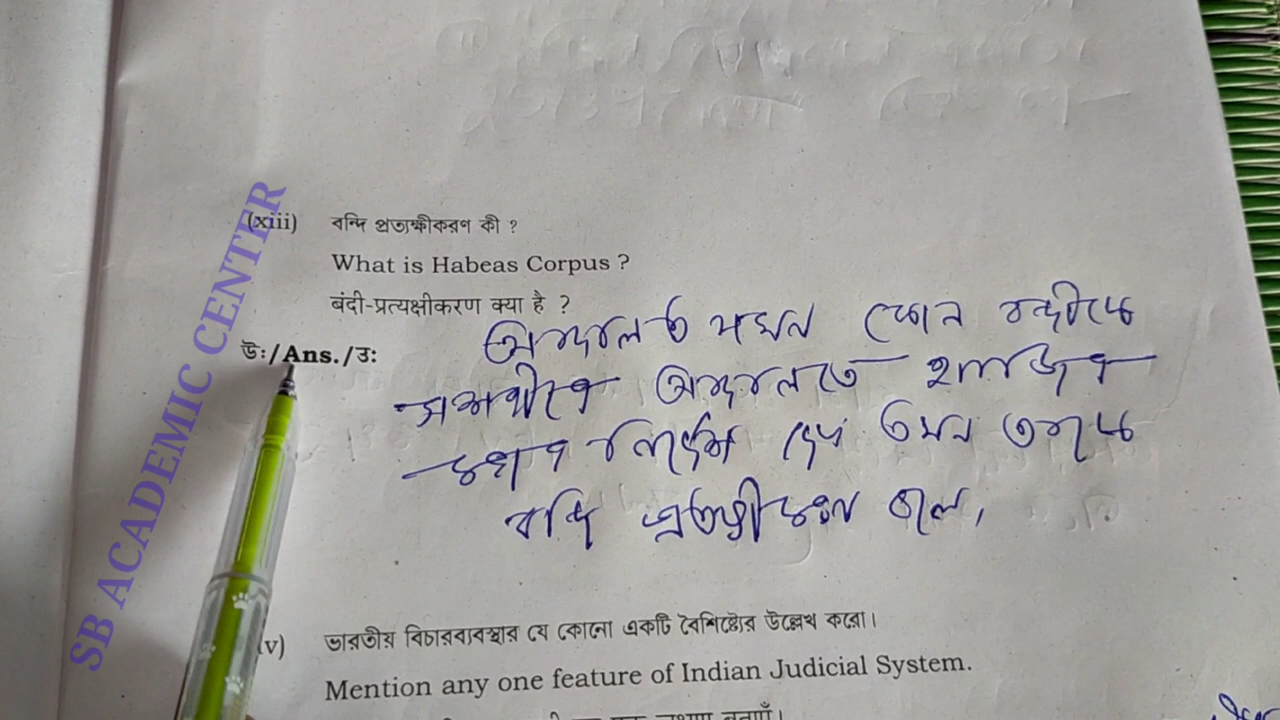 (xiii) বন্দি প্রত্যক্ষীকরণ কী ?
What is Habeas Corpus ?
बंदी-प्रत्यक्षीकरण क्या है ?
উঃ/Ans./उ:
আদালত যখন কোন বন্দীকে
সশরীরে আদালতে হাজির
করার নির্দেশ দেয় তখন তাকে
বন্দি প্রত্যক্ষীকরণ বলে,
v) ভারতীয় বিচারব্যবস্থার যে কোনো একটি বৈশিষ্ট্যের উল্লেখ করো।
Mention any one feature of Indian Judicial System.
SB ACADEMIC CENTER